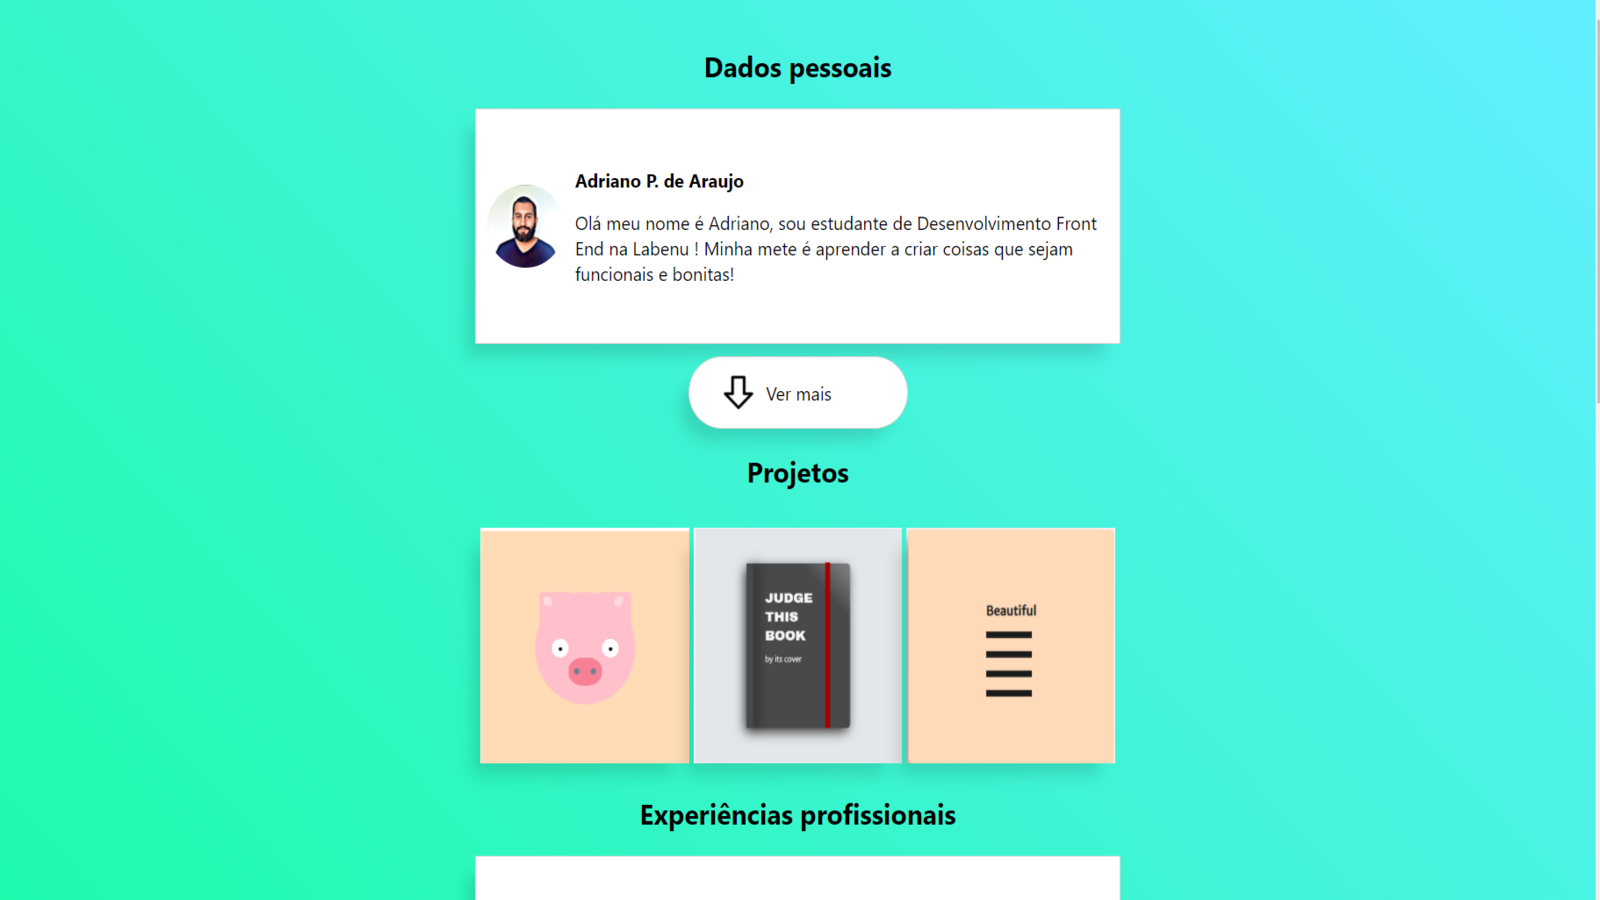 Dados pessoais
Adriano P. de Araujo
Olá meu nome é Adriano, sou estudante de Desenvolvimento Front
End na Labenu ! Minha mete é aprender a criar coisas que sejam
funcionais e bonitas!
Ver mais
Projetos
JUDGE
THIS
BOOK
by its cover
Beautiful
Experiências profissionais